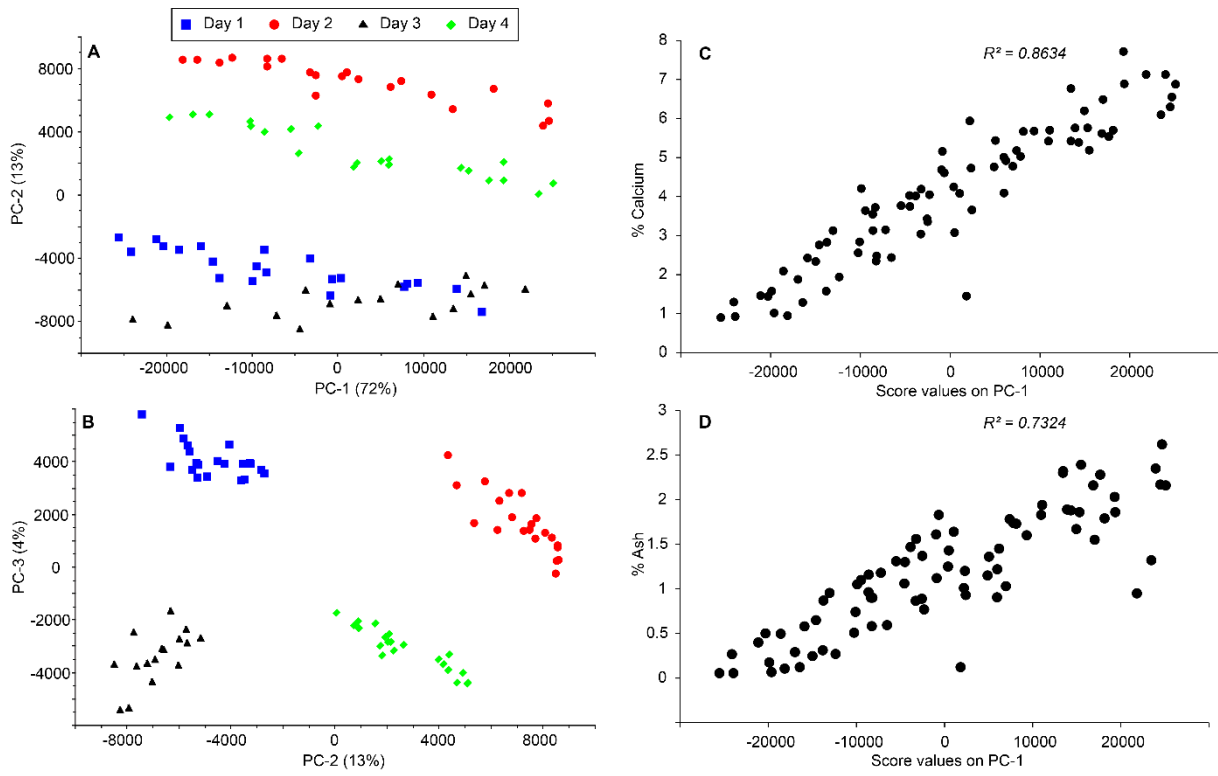 Day 1 Day 2 Day 3 Day 4
A
PC-2 (13%)
8000
4000
0
-4000
-8000
-20000 -10000 0 10000 20000
PC-1 (72%)
B
PC-3 (4%)
4000
2000
0
-2000
-4000
-8000 -4000 0 4000 8000
PC-2 (13%)
C
R² = 0.8634
% Calcium
8
7
6
5
4
3
2
1
0
-20000 -10000 0 10000 20000
Score values on PC-1
D
R² = 0.7324
% Ash
3
2.5
2
1.5
1
0.5
0
-20000 -10000 0 10000 20000
Score values on PC-1